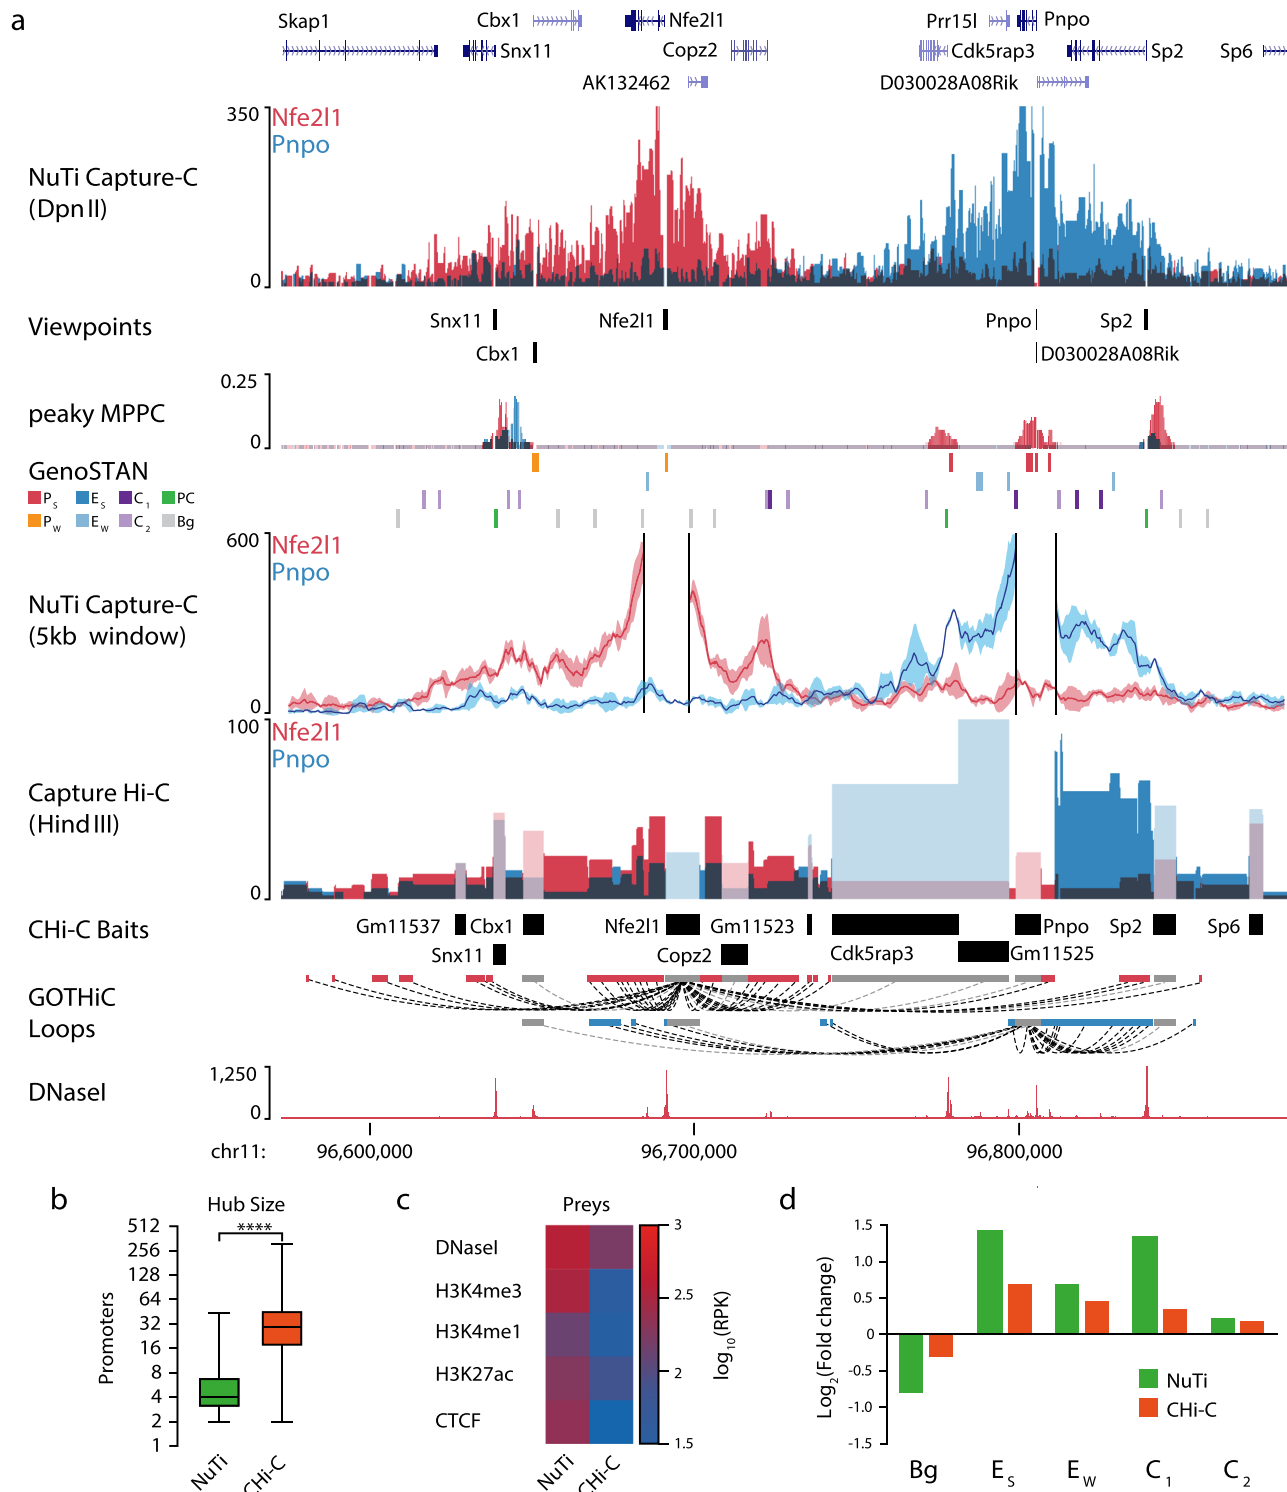 a
Skap1
Cbx1
Nfe2l1
Prr15l
Pnpo
Snx11
Copz2
Cdk5rap3
Sp2
Sp6
AK132462
D030028A08Rik
NuTi Capture-C
(Dpn II)
350
0
Nfe2l1
Pnpo
Viewpoints
Snx11
Nfe2l1
Pnpo
Sp2
Cbx1
D030028A08Rik
peaky MPPC
0.25
0
GenoSTAN
PS ES C1 PC
PW EW C2 Bg
NuTi Capture-C
(5kb window)
600
0
Nfe2l1
Pnpo
Capture Hi-C
(Hind III)
100
0
Nfe2l1
Pnpo
CHi-C Baits
Gm11537
Cbx1
Nfe2l1
Gm11523
Pnpo
Sp2
Sp6
Snx11
Copz2
Cdk5rap3
Gm11525
GOTHiC
Loops
DNaseI
1,250
0
chr11:
96,600,000
96,700,000
96,800,000
b
Hub Size
****
Promoters
512
256
128
64
32
16
8
4
2
1
NuTi
CHi-C
c
Preys
DNaseI
H3K4me3
H3K4me1
H3K27ac
CTCF
NuTi
CHi-C
3
2.5
2
1.5
log10(RPK)
d
Log2(Fold change)
1.5
1.0
0.5
0
-0.5
-1.0
-1.5
NuTi
CHi-C
Bg
ES
EW
C1
C2